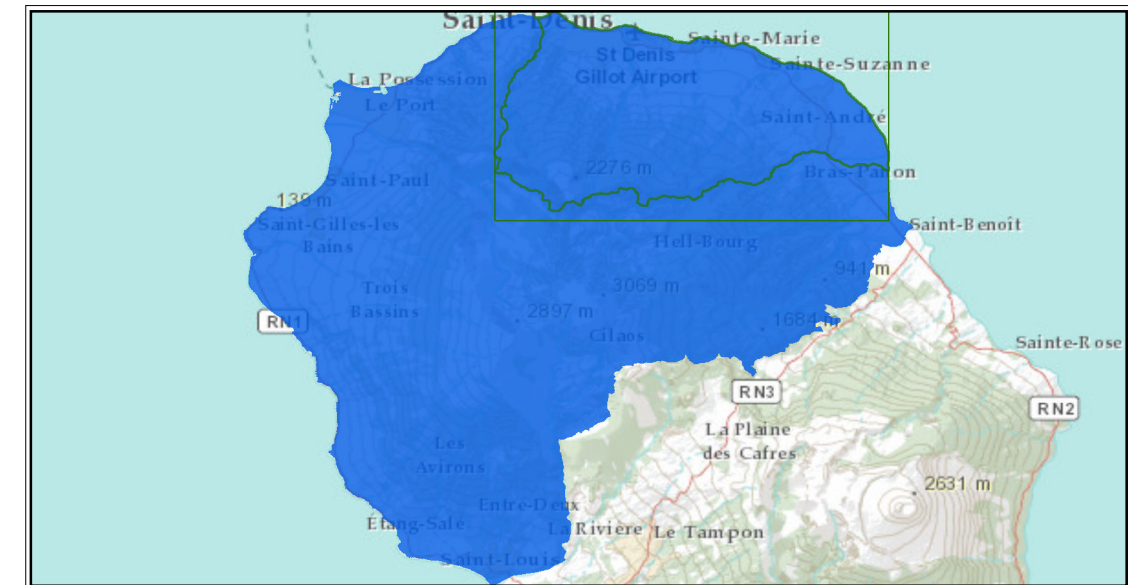 Saint-Denis
Sainte-Marie
St Denis
Gillot Airport
Sainte-Suzanne
La Possession
Le Port
Saint-André
2276 m
Bras-Panon
Saint-Paul
139 m
Saint-Gilles-les
Bains
Saint-Benoît
Hell-Bourg
941 m
Trois
Bassins
3069 m
2897 m
1684 m
RN1
Cilaos
Sainte-Rose
RN3
RN2
La Plaine
des Cafres
Les
Avirons
2631 m
Entre-Deux
Étang-Salé
La Rivière
Le Tampon
Saint-Louis